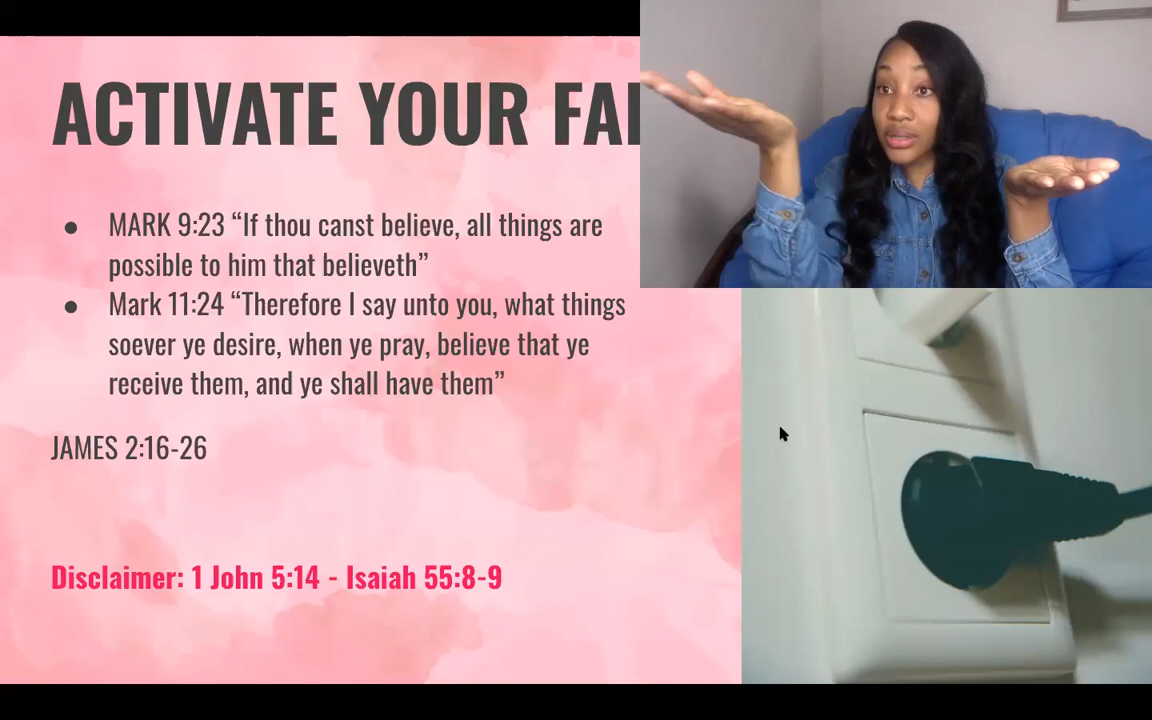 ACTIVATE YOUR FAI
● MARK 9:23 “If thou canst believe, all things are
possible to him that believeth”
● Mark 11:24 “Therefore I say unto you, what things
soever ye desire, when ye pray, believe that ye
receive them, and ye shall have them”
JAMES 2:16-26
Disclaimer: 1 John 5:14 - Isaiah 55:8-9